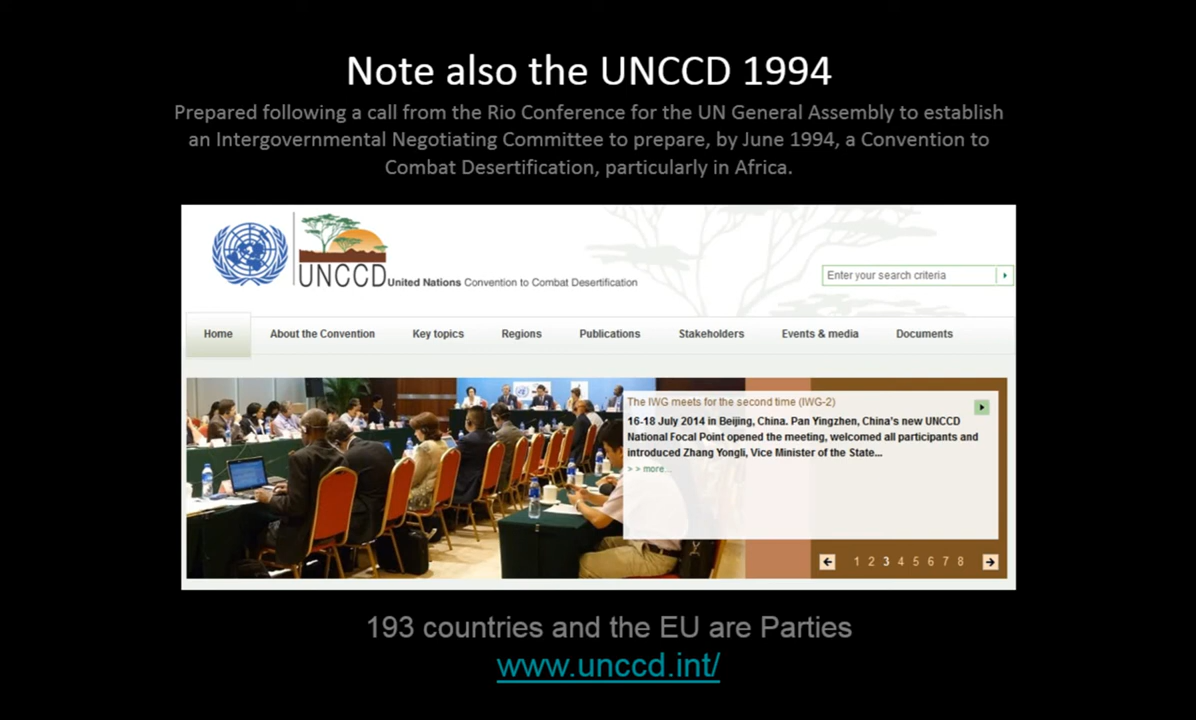 Note also the UNCCD 1994
Prepared following a call from the Rio Conference for the UN General Assembly to establish
an Intergovernmental Negotiating Committee to prepare, by June 1994, a Convention to
Combat Desertification, particularly in Africa.
UNCCD United Nations Convention to Combat Desertification
Enter your search criteria
Home About the Convention Key topics Regions Publications Stakeholders Events & media Documents
The IWG meets for the second time (IWG-2)
16-18 July 2014 in Beijing, China. Pan Yingzhen, China's new UNCCD
National Focal Point opened the meeting, welcomed all participants and
introduced Zhang Yongli, Vice Minister of the State...
> > more...
1 2 3 4 5 6 7 8
193 countries and the EU are Parties
www.unccd.int/